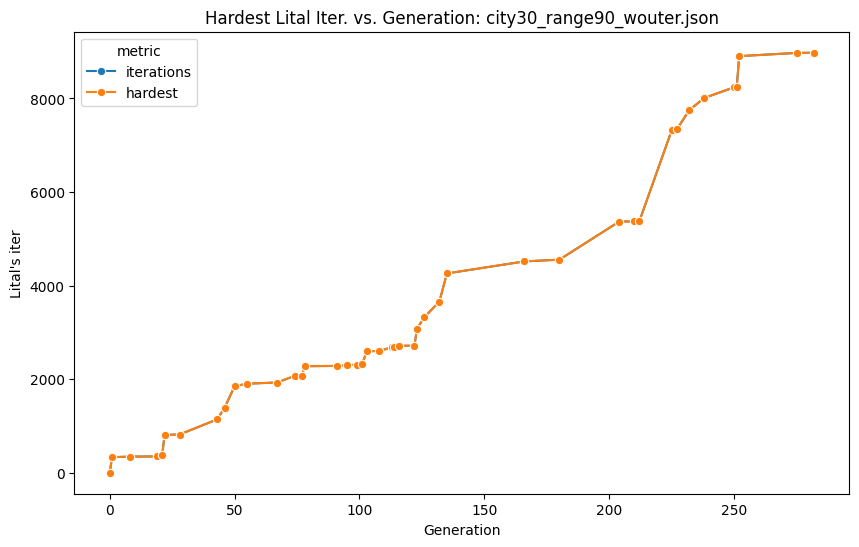 Hardest Lital Iter. vs. Generation: city30_range90_wouter.json
metric
iterations
hardest
8000
6000
4000
2000
0
Lital's iter
0 50 100 150 200 250
Generation